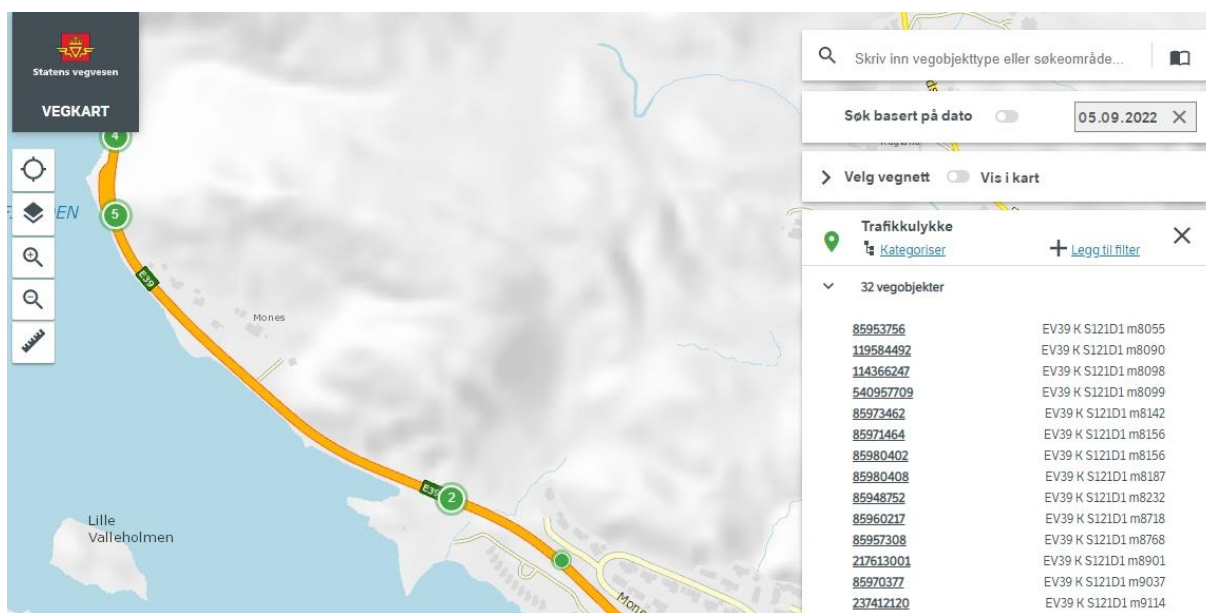 Statens vegvesen
VEGKART
Skriv inn vegobjekttype eller søkeområde...
Søk basert på dato
05.09.2022
Velg vegnett
Vis i kart
Trafikkulykke
Kategoriser
Legg til filter
32 vegobjekter
85953756 EV39 K S121D1 m8055
119584492 EV39 K S121D1 m8090
114366247 EV39 K S121D1 m8098
540957709 EV39 K S121D1 m8099
85973462 EV39 K S121D1 m8142
85971464 EV39 K S121D1 m8156
85980402 EV39 K S121D1 m8156
85980408 EV39 K S121D1 m8187
85948752 EV39 K S121D1 m8232
85960217 EV39 K S121D1 m8718
85957308 EV39 K S121D1 m8768
217613001 EV39 K S121D1 m8901
85970377 EV39 K S121D1 m9037
237412120 EV39 K S121D1 m9114
4
5
EN
E39
Mones
E39
2
Lille
Valleholmen
Mones